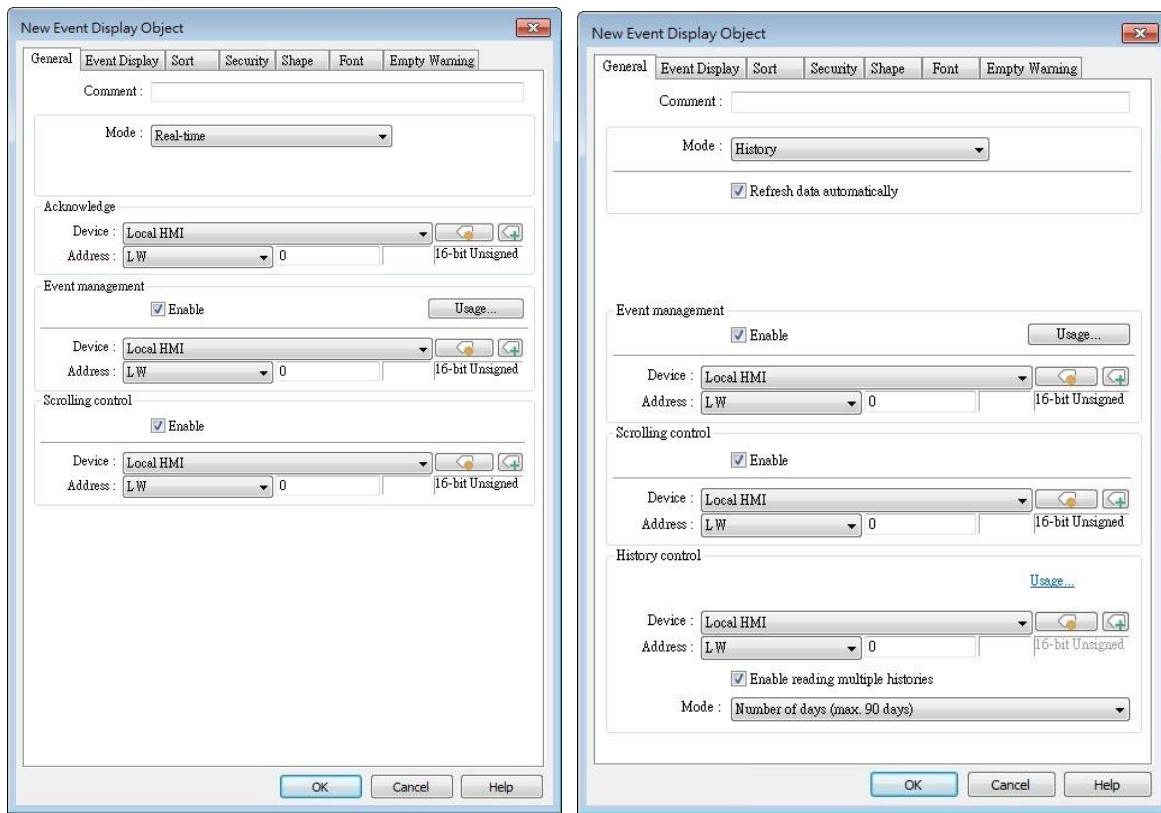 New Event Display Object
General Event Display Sort Security Shape Font Empty Warning
Comment :
Mode : Real-time
Acknowledge
Device : Local HMI
Address : LW 0 16-bit Unsigned
Event management
Enable Usage...
Device : Local HMI
Address : LW 0 16-bit Unsigned
Scrolling control
Enable
Device : Local HMI
Address : LW 0 16-bit Unsigned
OK Cancel Help
New Event Display Object
General Event Display Sort Security Shape Font Empty Warning
Comment :
Mode : History
Refresh data automatically
Event management
Enable Usage...
Device : Local HMI
Address : LW 0 16-bit Unsigned
Scrolling control
Enable
Device : Local HMI
Address : LW 0 16-bit Unsigned
History control
Usage...
Device : Local HMI
Address : LW 0 16-bit Unsigned
Enable reading multiple histories
Mode : Number of days (max. 90 days)
OK Cancel Help